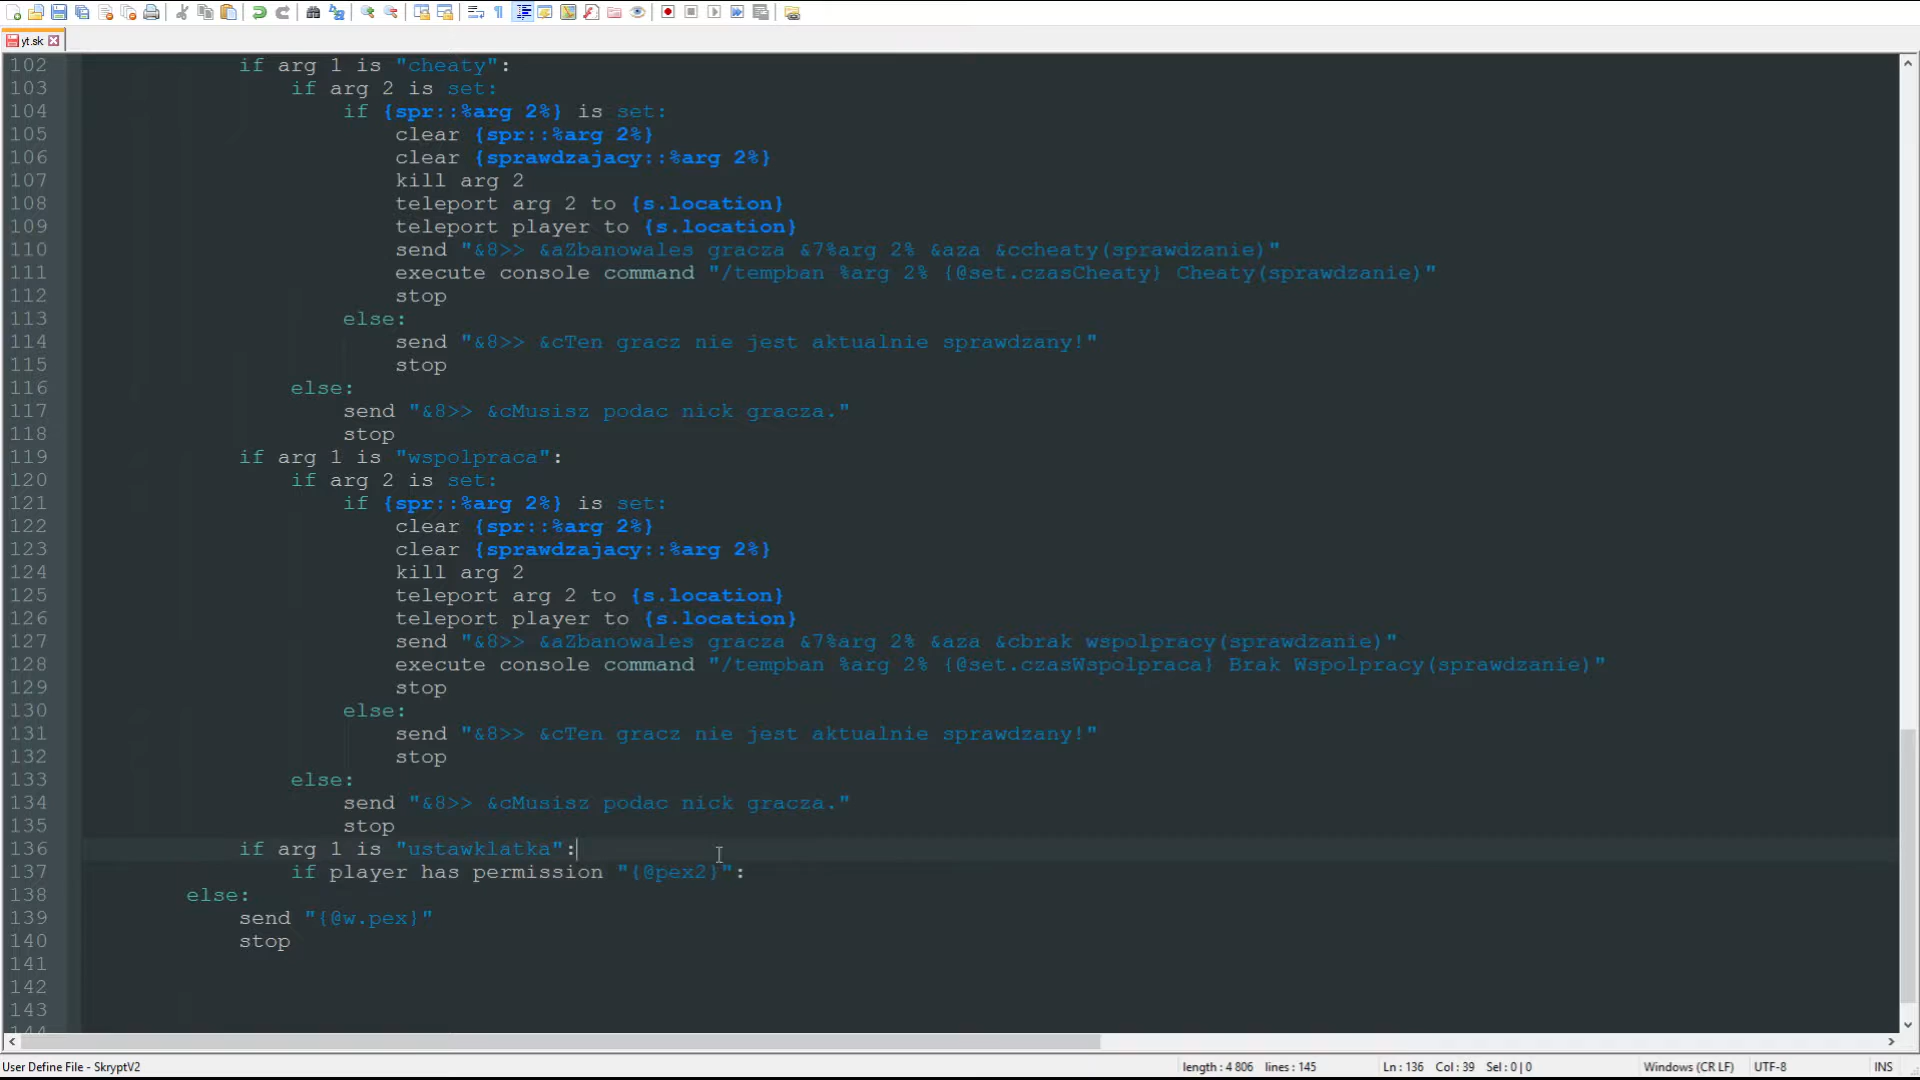 yt.sk
102 if arg 1 is "cheaty":
103 if arg 2 is set:
104 if {spr::%arg 2%} is set:
105 clear {spr::%arg 2%}
106 clear {sprawdzajacy::%arg 2%}
107 kill arg 2
108 teleport arg 2 to {s.location}
109 teleport player to {s.location}
110 send "&8>> &aZbanowales gracza &7%arg 2% &aza &ccheaty(sprawdzanie)"
111 execute console command "/tempban %arg 2% {@set.czasCheaty} Cheaty(sprawdzanie)"
112 stop
113 else:
114 send "&8>> &cTen gracz nie jest aktualnie sprawdzany!"
115 stop
116 else:
117 send "&8>> &cMusisz podac nick gracza."
118 stop
119 if arg 1 is "wspolpraca":
120 if arg 2 is set:
121 if {spr::%arg 2%} is set:
122 clear {spr::%arg 2%}
123 clear {sprawdzajacy::%arg 2%}
124 kill arg 2
125 teleport arg 2 to {s.location}
126 teleport player to {s.location}
127 send "&8>> &aZbanowales gracza &7%arg 2% &aza &cbrak wspolpracy(sprawdzanie)"
128 execute console command "/tempban %arg 2% {@set.czasWspolpraca} Brak Wspolpracy(sprawdzanie)"
129 stop
130 else:
131 send "&8>> &cTen gracz nie jest aktualnie sprawdzany!"
132 stop
133 else:
134 send "&8>> &cMusisz podac nick gracza."
135 stop
136 if arg 1 is "ustawklatka":
137 if player has permission "{@pex2}":
138 else:
139 send "{@w.pex}"
140 stop
141
142
143
144
User Define File - SkryptV2 length : 4 806 lines : 145 Ln : 136 Col : 39 Sel : 0 | 0 Windows (CR LF) UTF-8 INS